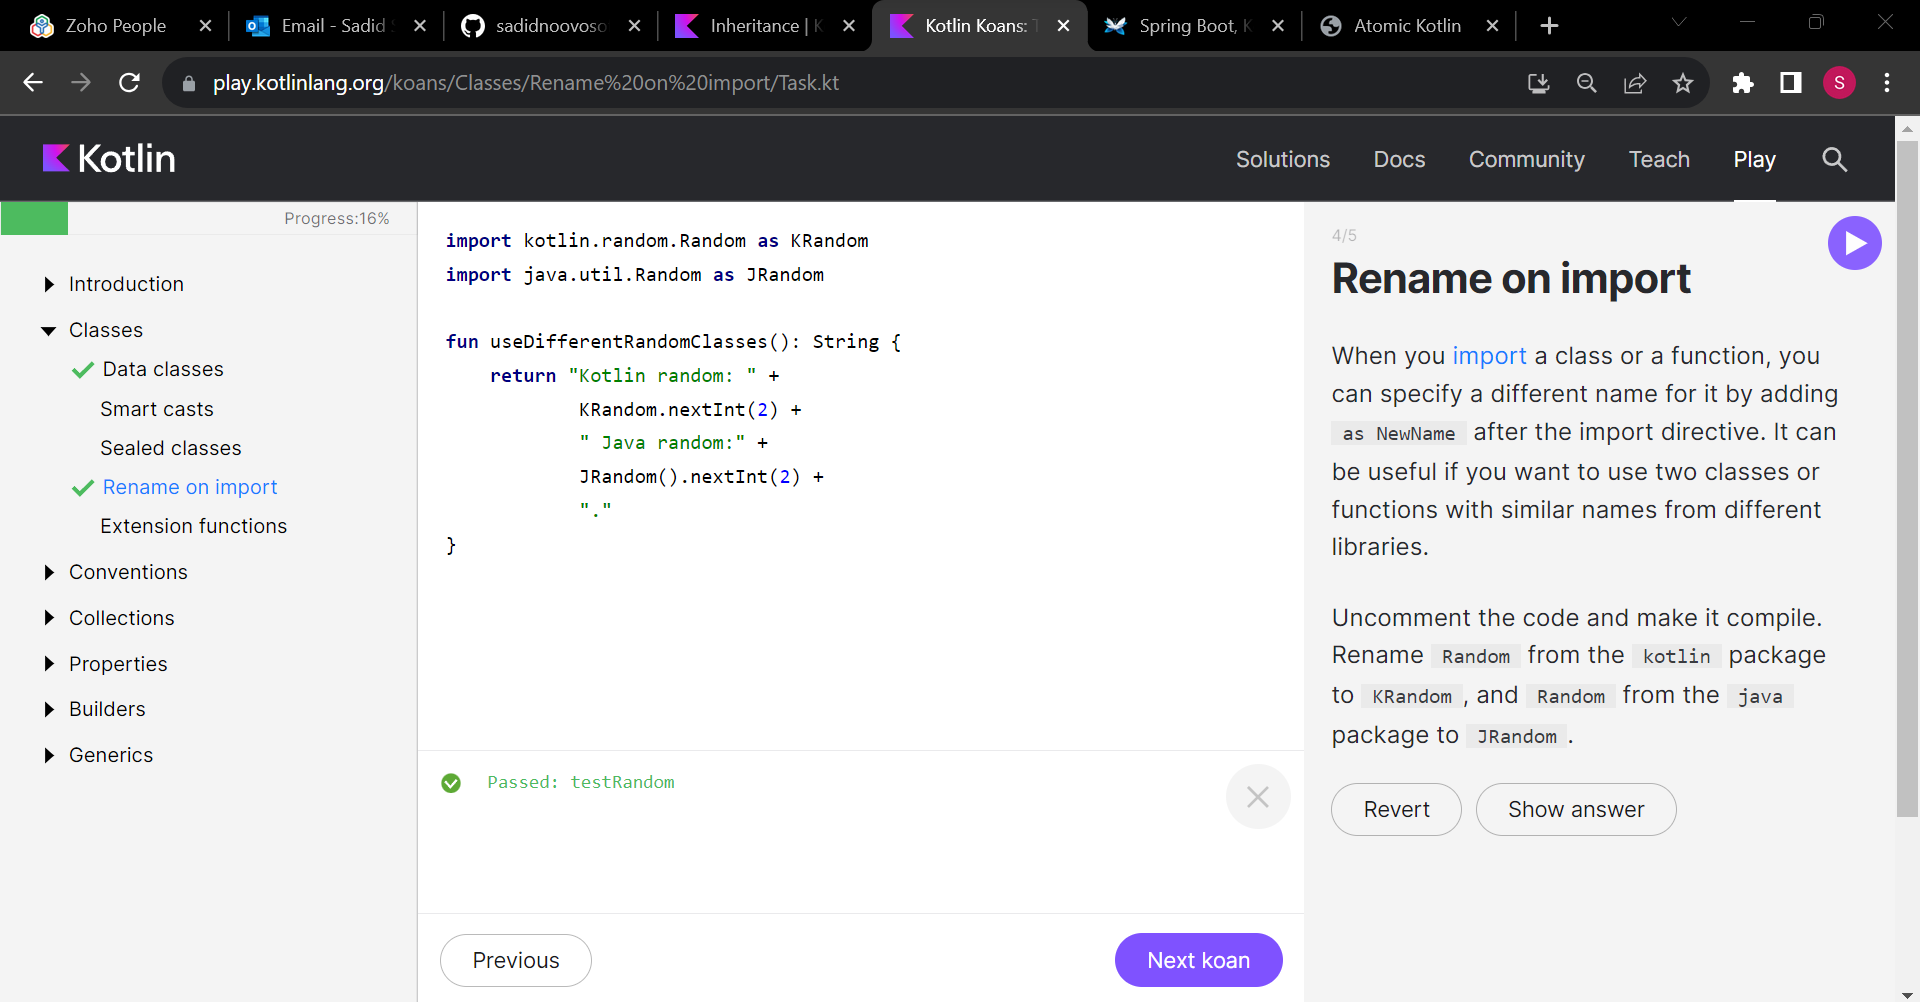 Zoho People
Email - Sadid
sadidnoovoso
Inheritance | K
Kotlin Koans: T
Spring Boot, K
Atomic Kotlin
play.kotlinlang.org/koans/Classes/Rename%20on%20import/Task.kt
S
Kotlin
Solutions
Docs
Community
Teach
Play
Progress:16%
Introduction
Classes
Data classes
Smart casts
Sealed classes
Rename on import
Extension functions
Conventions
Collections
Properties
Builders
Generics
import kotlin.random.Random as KRandom
import java.util.Random as JRandom
fun useDifferentRandomClasses(): String {
return "Kotlin random: " +
KRandom.nextInt(2) +
" Java random:" +
JRandom().nextInt(2) +
"."
}
Passed: testRandom
Previous
Next koan
4/5
Rename on import
When you import a class or a function, you
can specify a different name for it by adding
as NewName after the import directive. It can
be useful if you want to use two classes or
functions with similar names from different
libraries.
Uncomment the code and make it compile.
Rename Random from the kotlin package
to KRandom , and Random from the java
package to JRandom .
Revert
Show answer